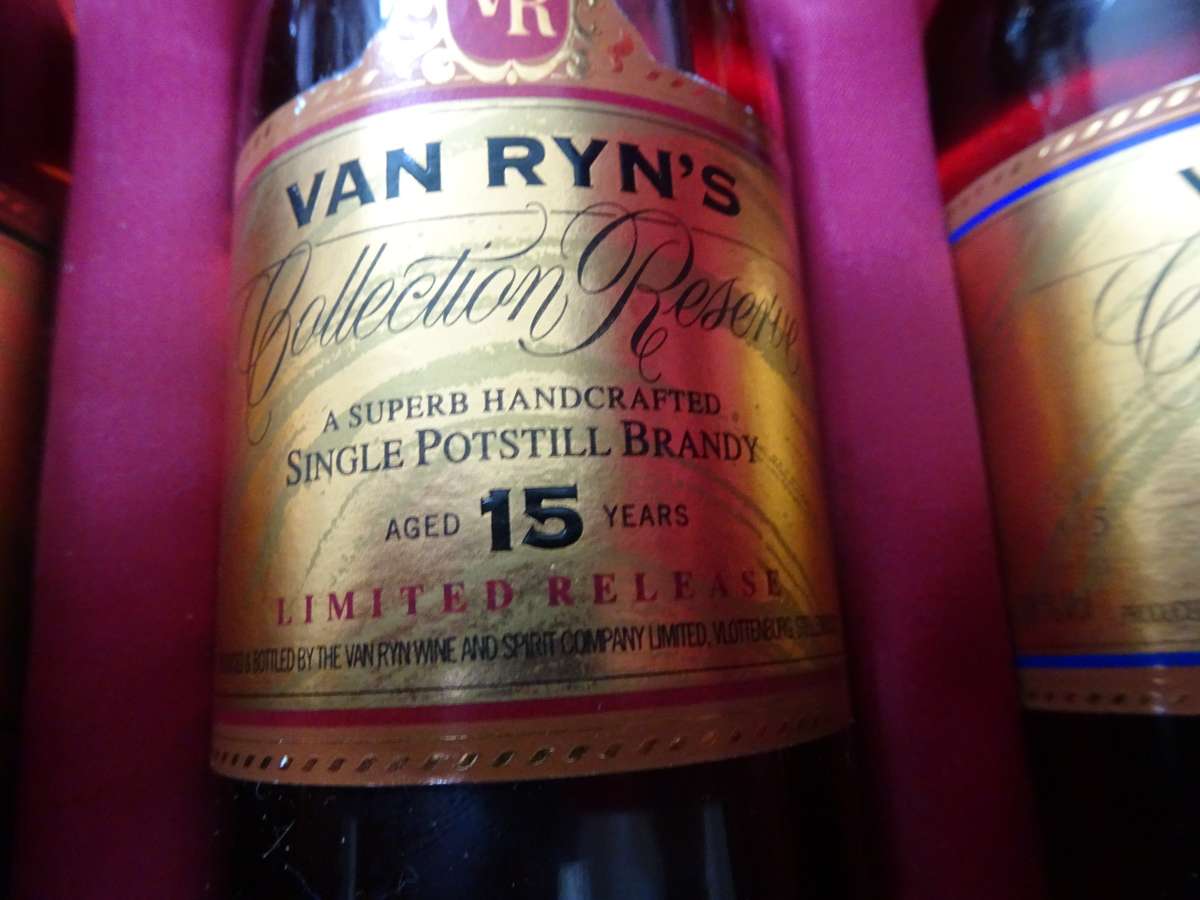 VR
VAN RYN'S
Collection Reserve
A SUPERB HANDCRAFTED
SINGLE POTSTILL BRANDY
AGED 15 YEARS
LIMITED RELEASE
& BOTTLED BY THE VAN RYN WINE AND SPIRIT COMPANY LIMITED, VLOTTENBURG,